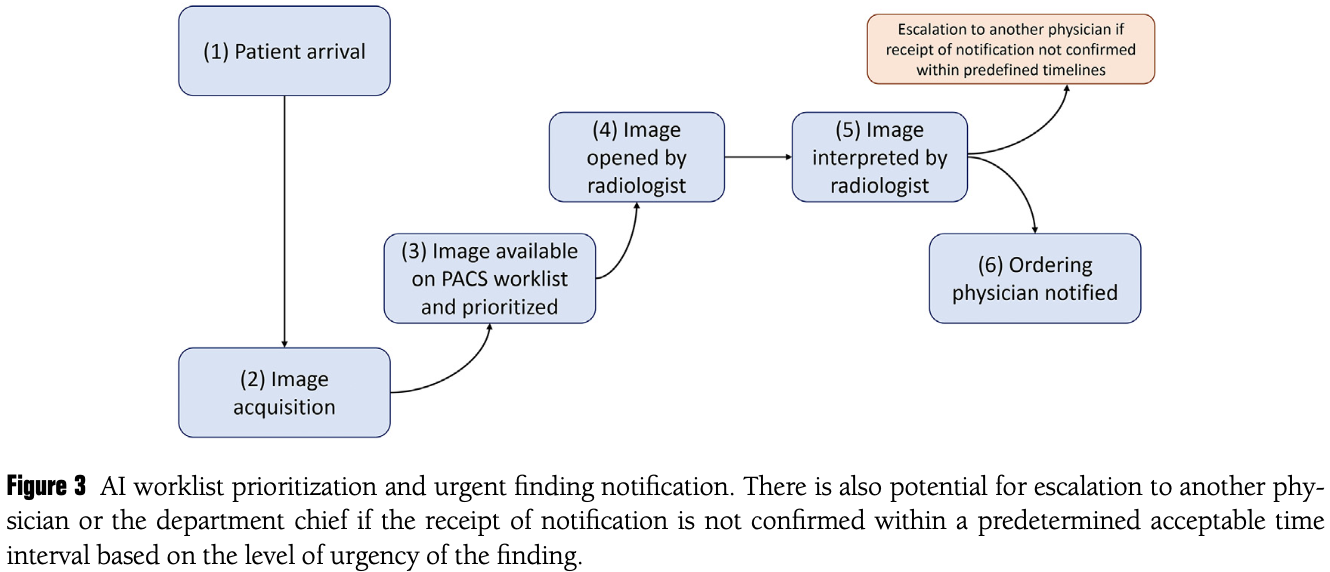 (1) Patient arrival
(2) Image
acquisition
(3) Image available
on PACS worklist
and prioritized
(4) Image
opened by
radiologist
(5) Image
interpreted by
radiologist
Escalation to another physician if
receipt of notification not confirmed
within predefined timelines
(6) Ordering
physician notified
Figure 3 AI worklist prioritization and urgent finding notification. There is also potential for escalation to another phy-
sician or the department chief if the receipt of notification is not confirmed within a predetermined acceptable time
interval based on the level of urgency of the finding.